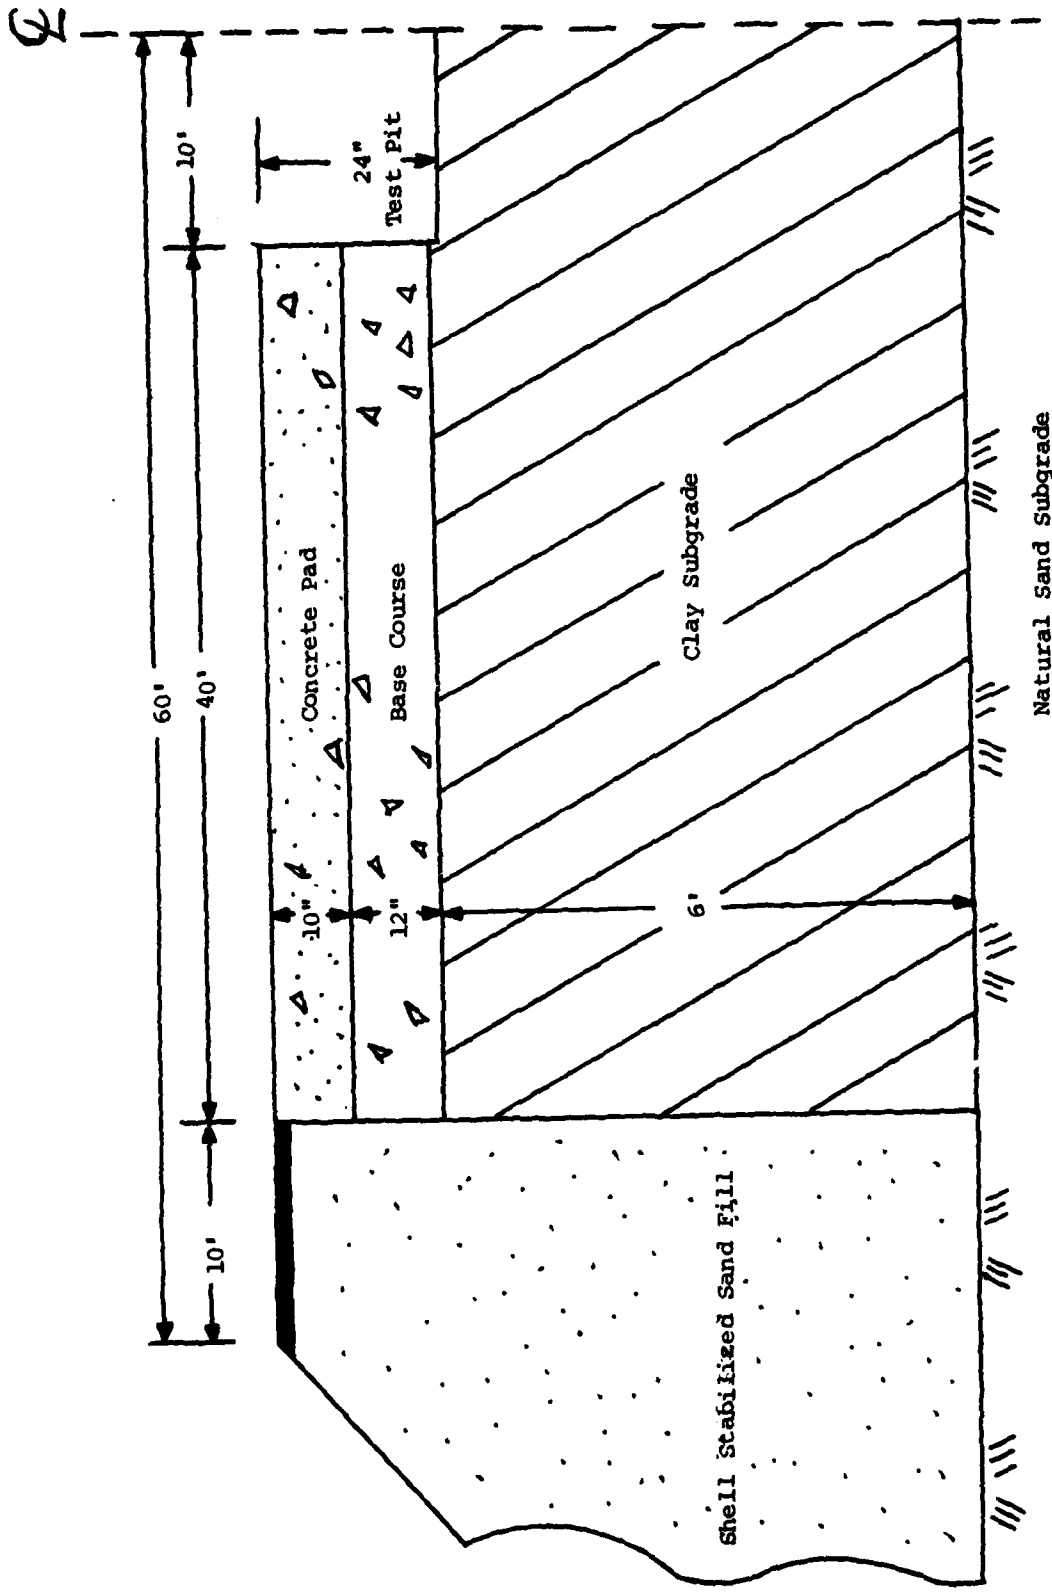 ℄
60'
10'
40'
10'
24"
Test Pit
Concrete Pad
10"
Base Course
12"
Clay Subgrade
6'
Shell Stabilized Sand Fill
Natural Sand Subgrade